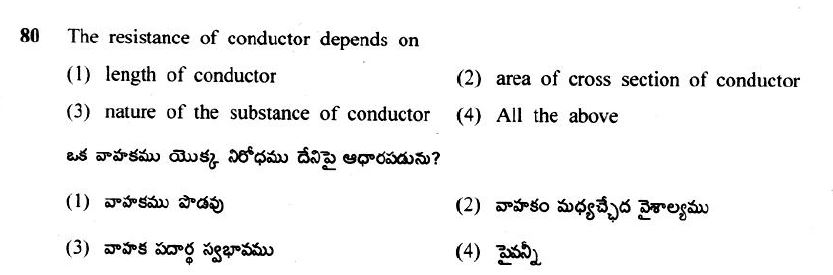 80 The resistance of conductor depends on
(1) length of conductor (2) area of cross section of conductor
(3) nature of the substance of conductor (4) All the above
ఒక వాహకము యొక్క నిరోధము దేనిపై ఆధారపడును?
(1) వాహకము పొడవు (2) వాహకం మధ్యచ్ఛేద వైశాల్యము
(3) వాహక పదార్థ స్వభావము (4) పైవన్నీ